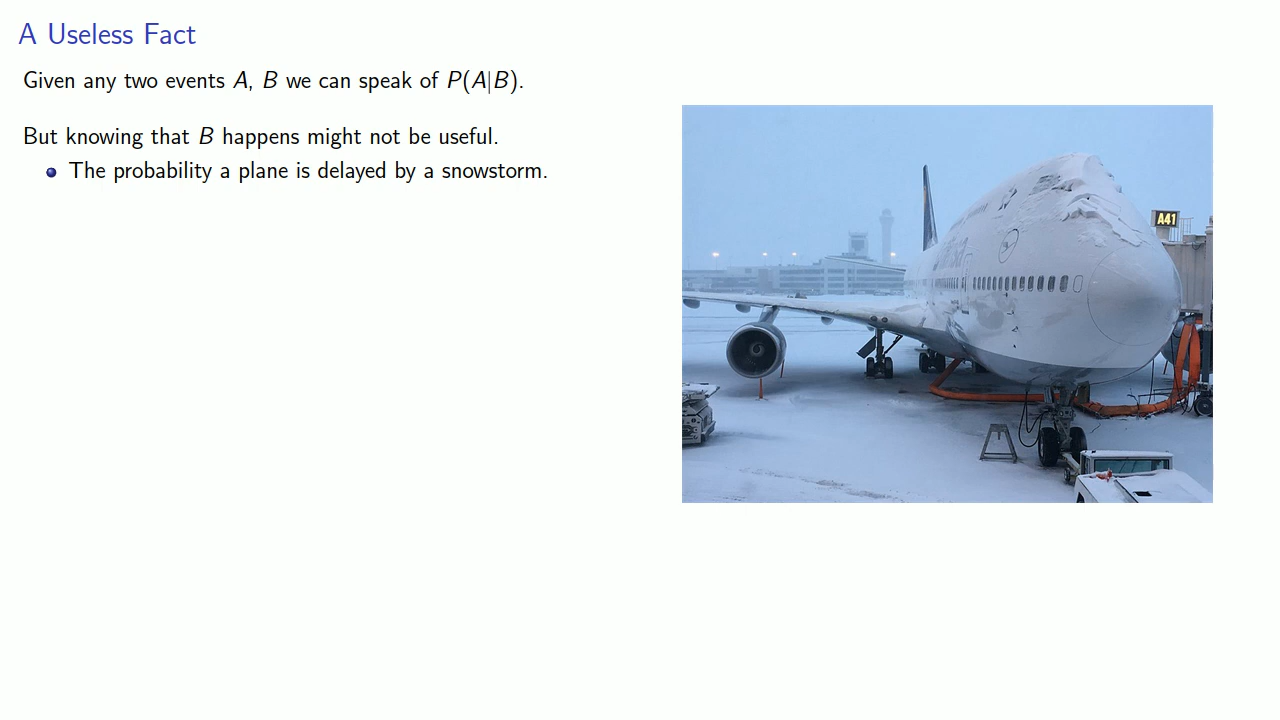 A Useless Fact
Given any two events A, B we can speak of P(A|B).
But knowing that B happens might not be useful.
The probability a plane is delayed by a snowstorm.
A41